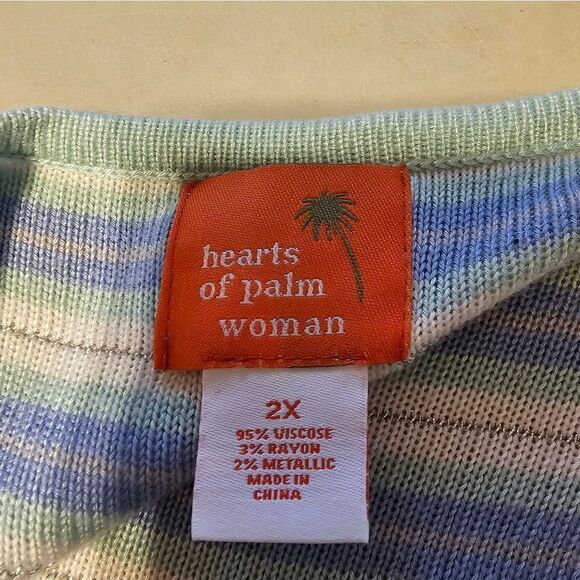 hearts
of palm
woman
2X
95% VISCOSE
3% RAYON
2% METALLIC
MADE IN
CHINA